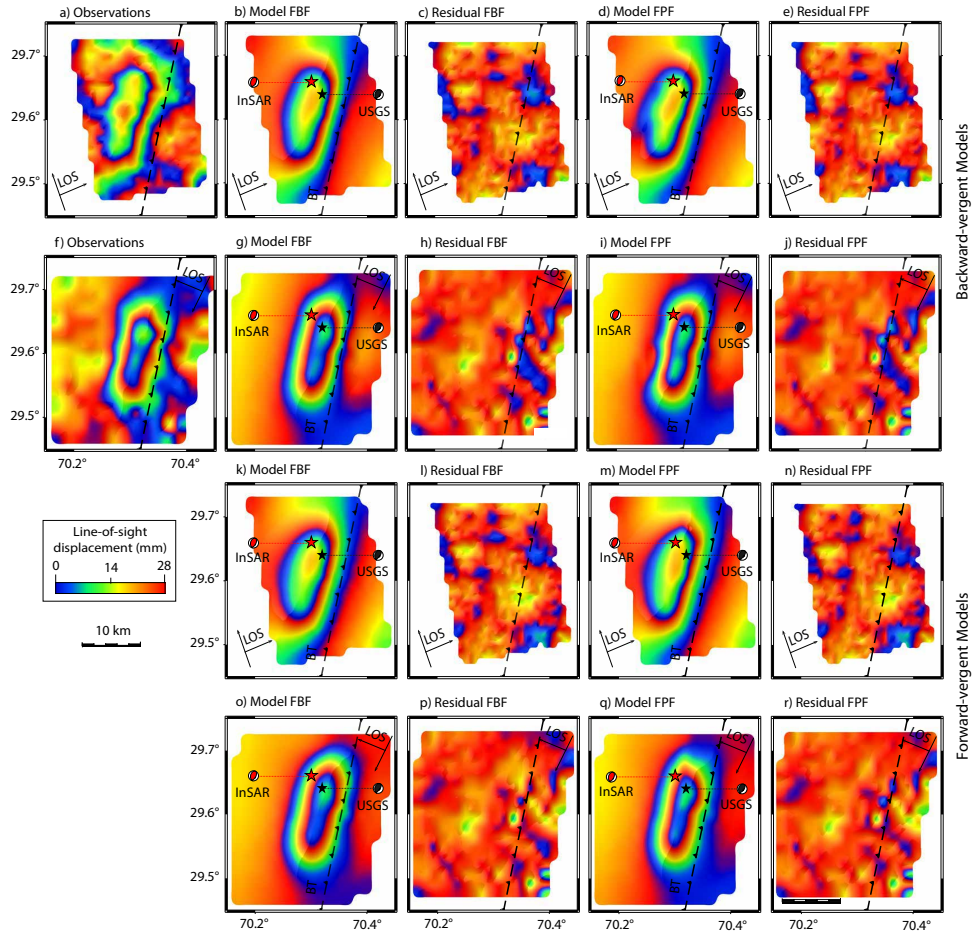 a) Observations
b) Model FBF
c) Residual FBF
d) Model FPF
e) Residual FPF
29.7°
29.6°
29.5°
LOS
InSAR
USGS
BT
LOS
LOS
InSAR
USGS
BT
LOS
LOS
Backward-vergent Models
f) Observations
g) Model FBF
h) Residual FBF
i) Model FPF
j) Residual FPF
29.7°
29.6°
29.5°
LOS
InSAR
USGS
BT
LOS
InSAR
USGS
BT
LOS
70.2°
70.4°
k) Model FBF
l) Residual FBF
m) Model FPF
n) Residual FPF
Line-of-sight
displacement (mm)
0 14 28
10 km
29.7°
29.6°
29.5°
InSAR
USGS
LOS
BT
LOS
InSAR
USGS
LOS
BT
LOS
Forward-vergent Models
o) Model FBF
p) Residual FBF
q) Model FPF
r) Residual FPF
29.7°
29.6°
29.5°
LOS
InSAR
USGS
BT
LOS
LOS
InSAR
USGS
BT
LOS
70.2°
70.4°
70.2°
70.4°
70.2°
70.4°
70.2°
70.4°